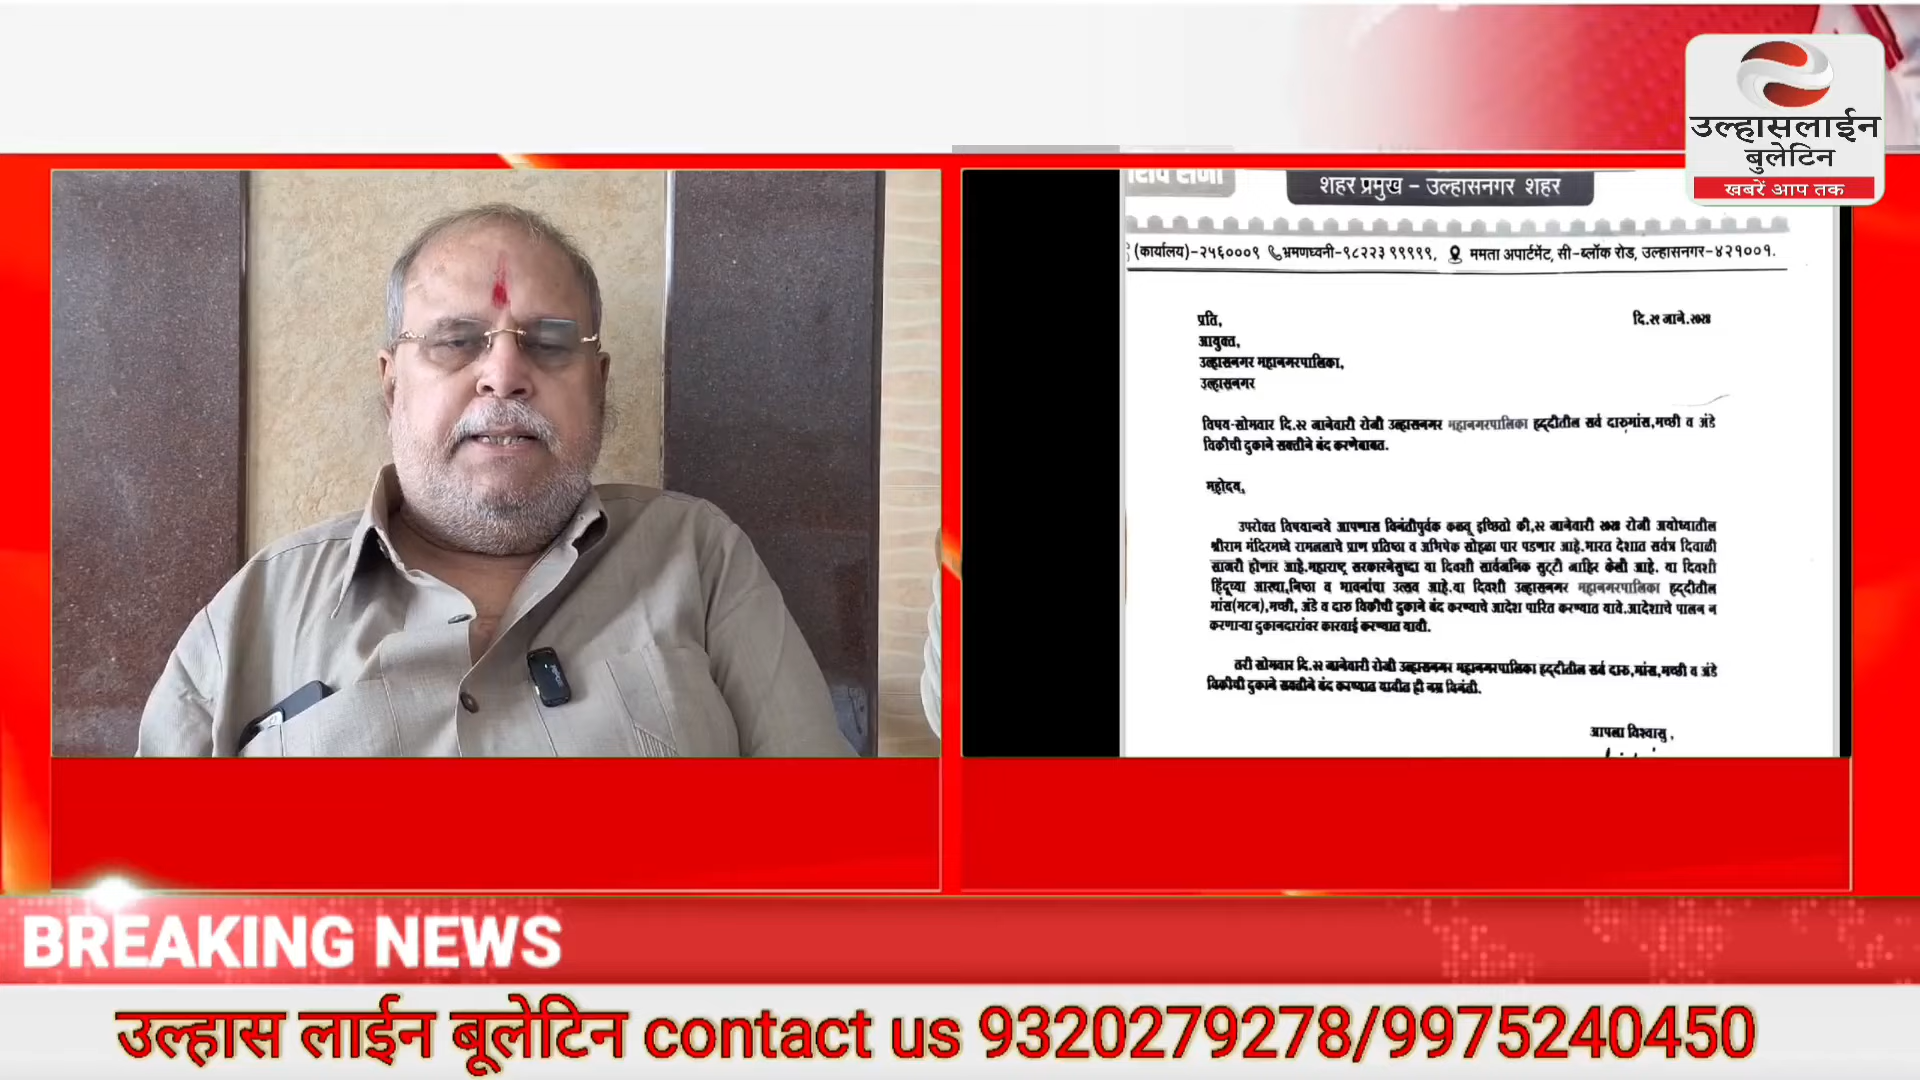 उल्हासलाईन
बुलेटिन
खबरें आप तक
शिव सेना
शहर प्रमुख – उल्हासनगर शहर
(कार्यालय)-२५६०००९ भ्रमणध्वनी-९८२२३ १९९९९, ममता अपार्टमेंट, सी-ब्लॉक रोड, उल्हासनगर-४२१००१.
प्रति,
दि.२१ जाने.२०२४
आयुक्त,
उल्हासनगर महानगरपालिका,
उल्हासनगर
विषय-सोमवार दि.२२ जानेवारी रोजी उल्हासनगर महानगरपालिका हद्दीतील सर्व दारुमांस,मच्छी व अंडे
विक्रीची दुकाने सक्तीने बंद करणेबाबत.
महोदय,
उपरोक्त विषयान्वये आपणास विनंतीपुर्वक कळवू इच्छितो की,२२ जानेवारी २०२४ रोजी अयोध्यातील
श्रीराम मंदिरमध्ये रामललाचे प्राण प्रतिष्ठा व अभिषेक सोहळा पार पडणार आहे.भारत देशात सर्वत्र दिवाळी
साजरी होणार आहे.महाराष्ट्र सरकारनेसुध्दा या दिवशी सार्वजनिक सुट्टी जाहिर केली आहे. या दिवशी
हिंदूच्या आस्था,निष्ठा व भावनांचा उत्सव आहे.या दिवशी उल्हासनगर महानगरपालिका हद्दीतील
मांस(मटन),मच्छी, अंडे व दारु विक्रीची दुकाने बंद करण्याचे आदेश पारित करण्यात यावे.आदेशाचे पालन न
करणाऱ्या दुकानदारांवर कारवाई करण्यात यावी.
तरी सोमवार दि.२२ जानेवारी रोजी उल्हासनगर महानगरपालिका हद्दीतील सर्व दारु,मांस,मच्छी व अंडे
विक्रीची दुकाने सक्तीने बंद करण्यात यावीत ही नम्र विनंती.
आपला विश्वासु,
BREAKING NEWS
उल्हास लाईन बूलेटिन contact us 9320279278/9975240450